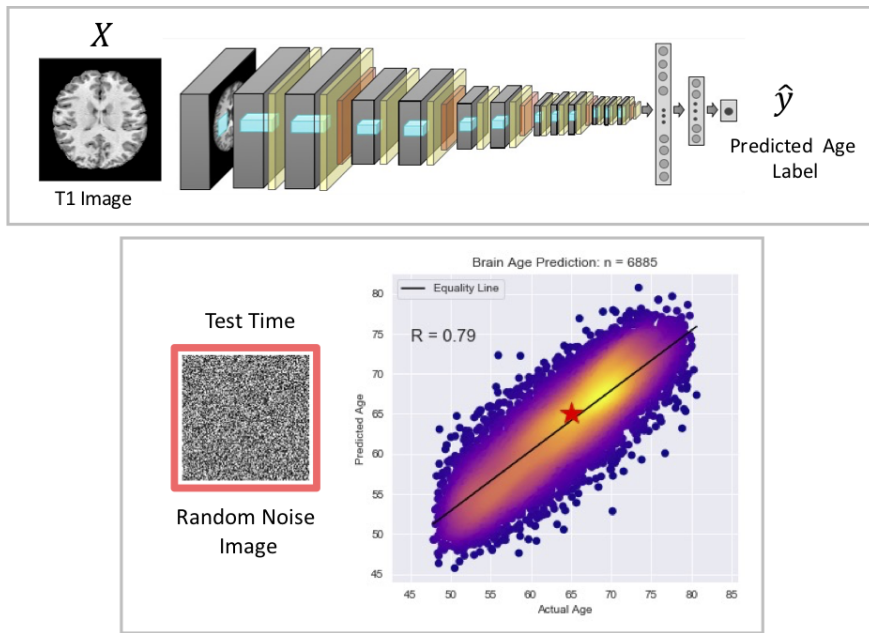 X
T1 Image
ŷ
Predicted Age
Label
Test Time
Random Noise
Image
Brain Age Prediction: n = 6885
Equality Line
R = 0.79
Predicted Age
80
75
70
65
60
55
50
45
45 50 55 60 65 70 75 80 85
Actual Age